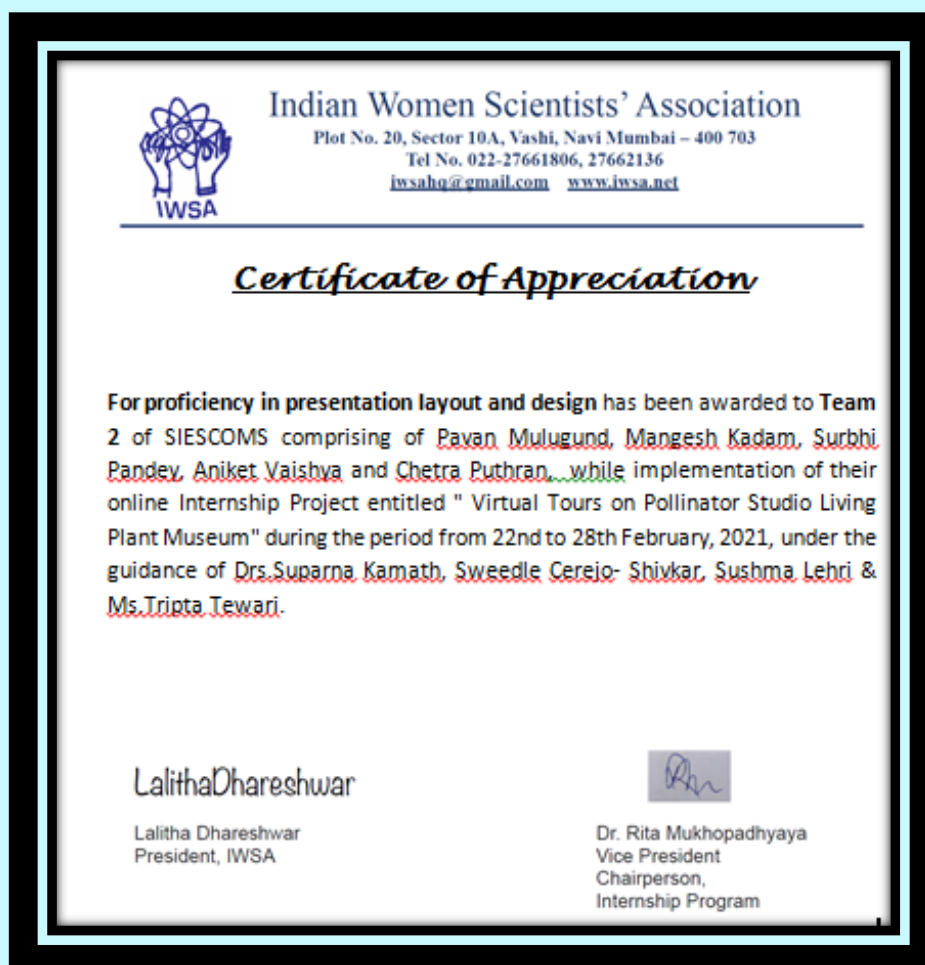 Indian Women Scientists' Association
Plot No. 20, Sector 10A, Vashi, Navi Mumbai – 400 703
Tel No. 022-27661806, 27662136
iwsahq@gmail.com www.iwsa.net
IWSA
Certificate of Appreciation
For proficiency in presentation layout and design has been awarded to Team
2 of SIESCOMS comprising of Pavan Mulugund, Mangesh Kadam, Surbhi
Pandey, Aniket Vaishya and Chetra Puthran, while implementation of their
online Internship Project entitled " Virtual Tours on Pollinator Studio Living
Plant Museum" during the period from 22nd to 28th February, 2021, under the
guidance of Drs.Suparna Kamath, Sweedle Cerejo- Shivkar, Sushma Lehri &
Ms.Tripta Tewari.
LalithaDhareshwar
Lalitha Dhareshwar
President, IWSA
Dr. Rita Mukhopadhyaya
Vice President
Chairperson,
Internship Program